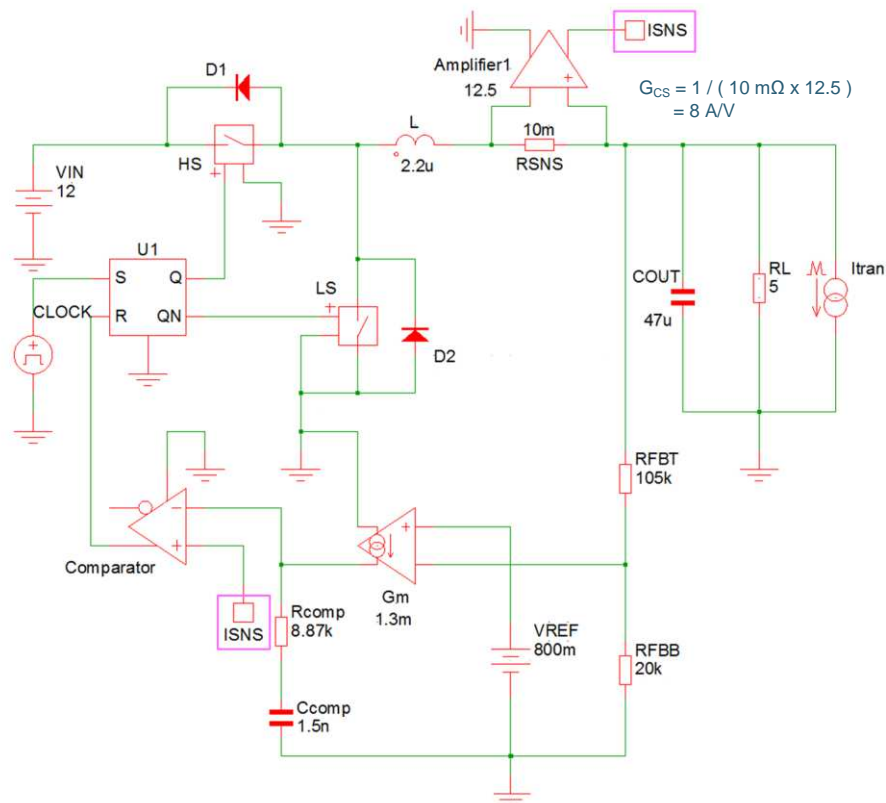 ISNS
D1
Amplifier1
12.5
G_CS = 1 / ( 10 mΩ x 12.5 )
= 8 A/V
L
10m
HS
+
2.2u
RSNS
VIN
12
U1
S
Q
RL
5
Itran
CLOCK
LS
+
COUT
R
QN
47u
D2
RFBT
105k
-
+
+
Comparator
Gm
1.3m
Rcomp
8.87k
ISNS
VREF
800m
RFBB
20k
Ccomp
1.5n